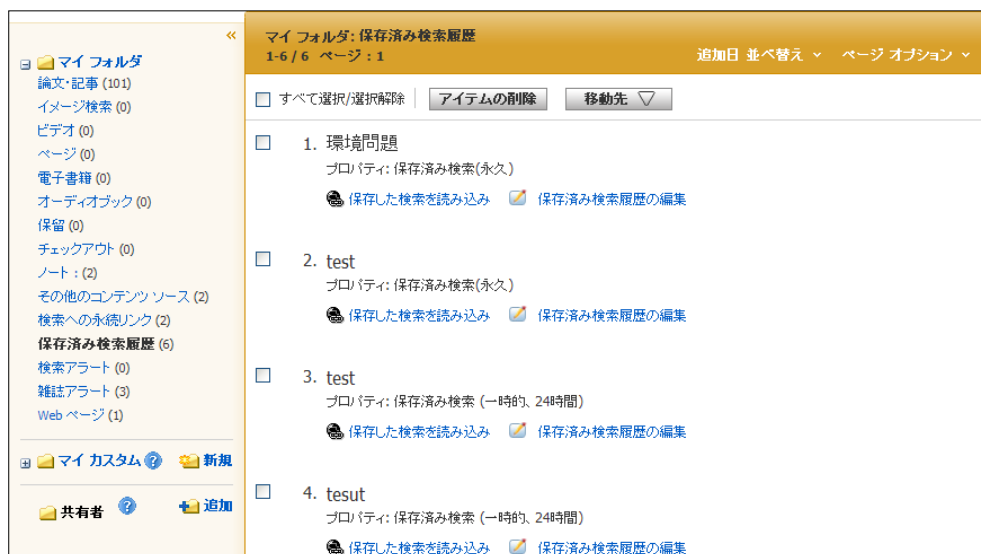 «
マイ フォルダ
論文・記事 (101)
イメージ検索 (0)
ビデオ (0)
ページ (0)
電子書籍 (0)
オーディオブック (0)
保留 (0)
チェックアウト (0)
ノート : (2)
その他のコンテンツ ソース (2)
検索への永続リンク (2)
保存済み検索履歴 (6)
検索アラート (0)
雑誌アラート (3)
Web ページ (1)
マイ カスタム ? 新規
共有者 ? 追加
マイ フォルダ: 保存済み検索履歴
1-6 / 6 ページ : 1
追加日 並べ替え ページ オプション
すべて選択/選択解除 アイテムの削除 移動先
1. 環境問題
プロパティ: 保存済み検索(永久)
保存した検索を読み込み 保存済み検索履歴の編集
2. test
プロパティ: 保存済み検索(永久)
保存した検索を読み込み 保存済み検索履歴の編集
3. test
プロパティ: 保存済み検索 (一時的、24時間)
保存した検索を読み込み 保存済み検索履歴の編集
4. tesut
プロパティ: 保存済み検索 (一時的、24時間)
保存した検索を読み込み 保存済み検索履歴の編集